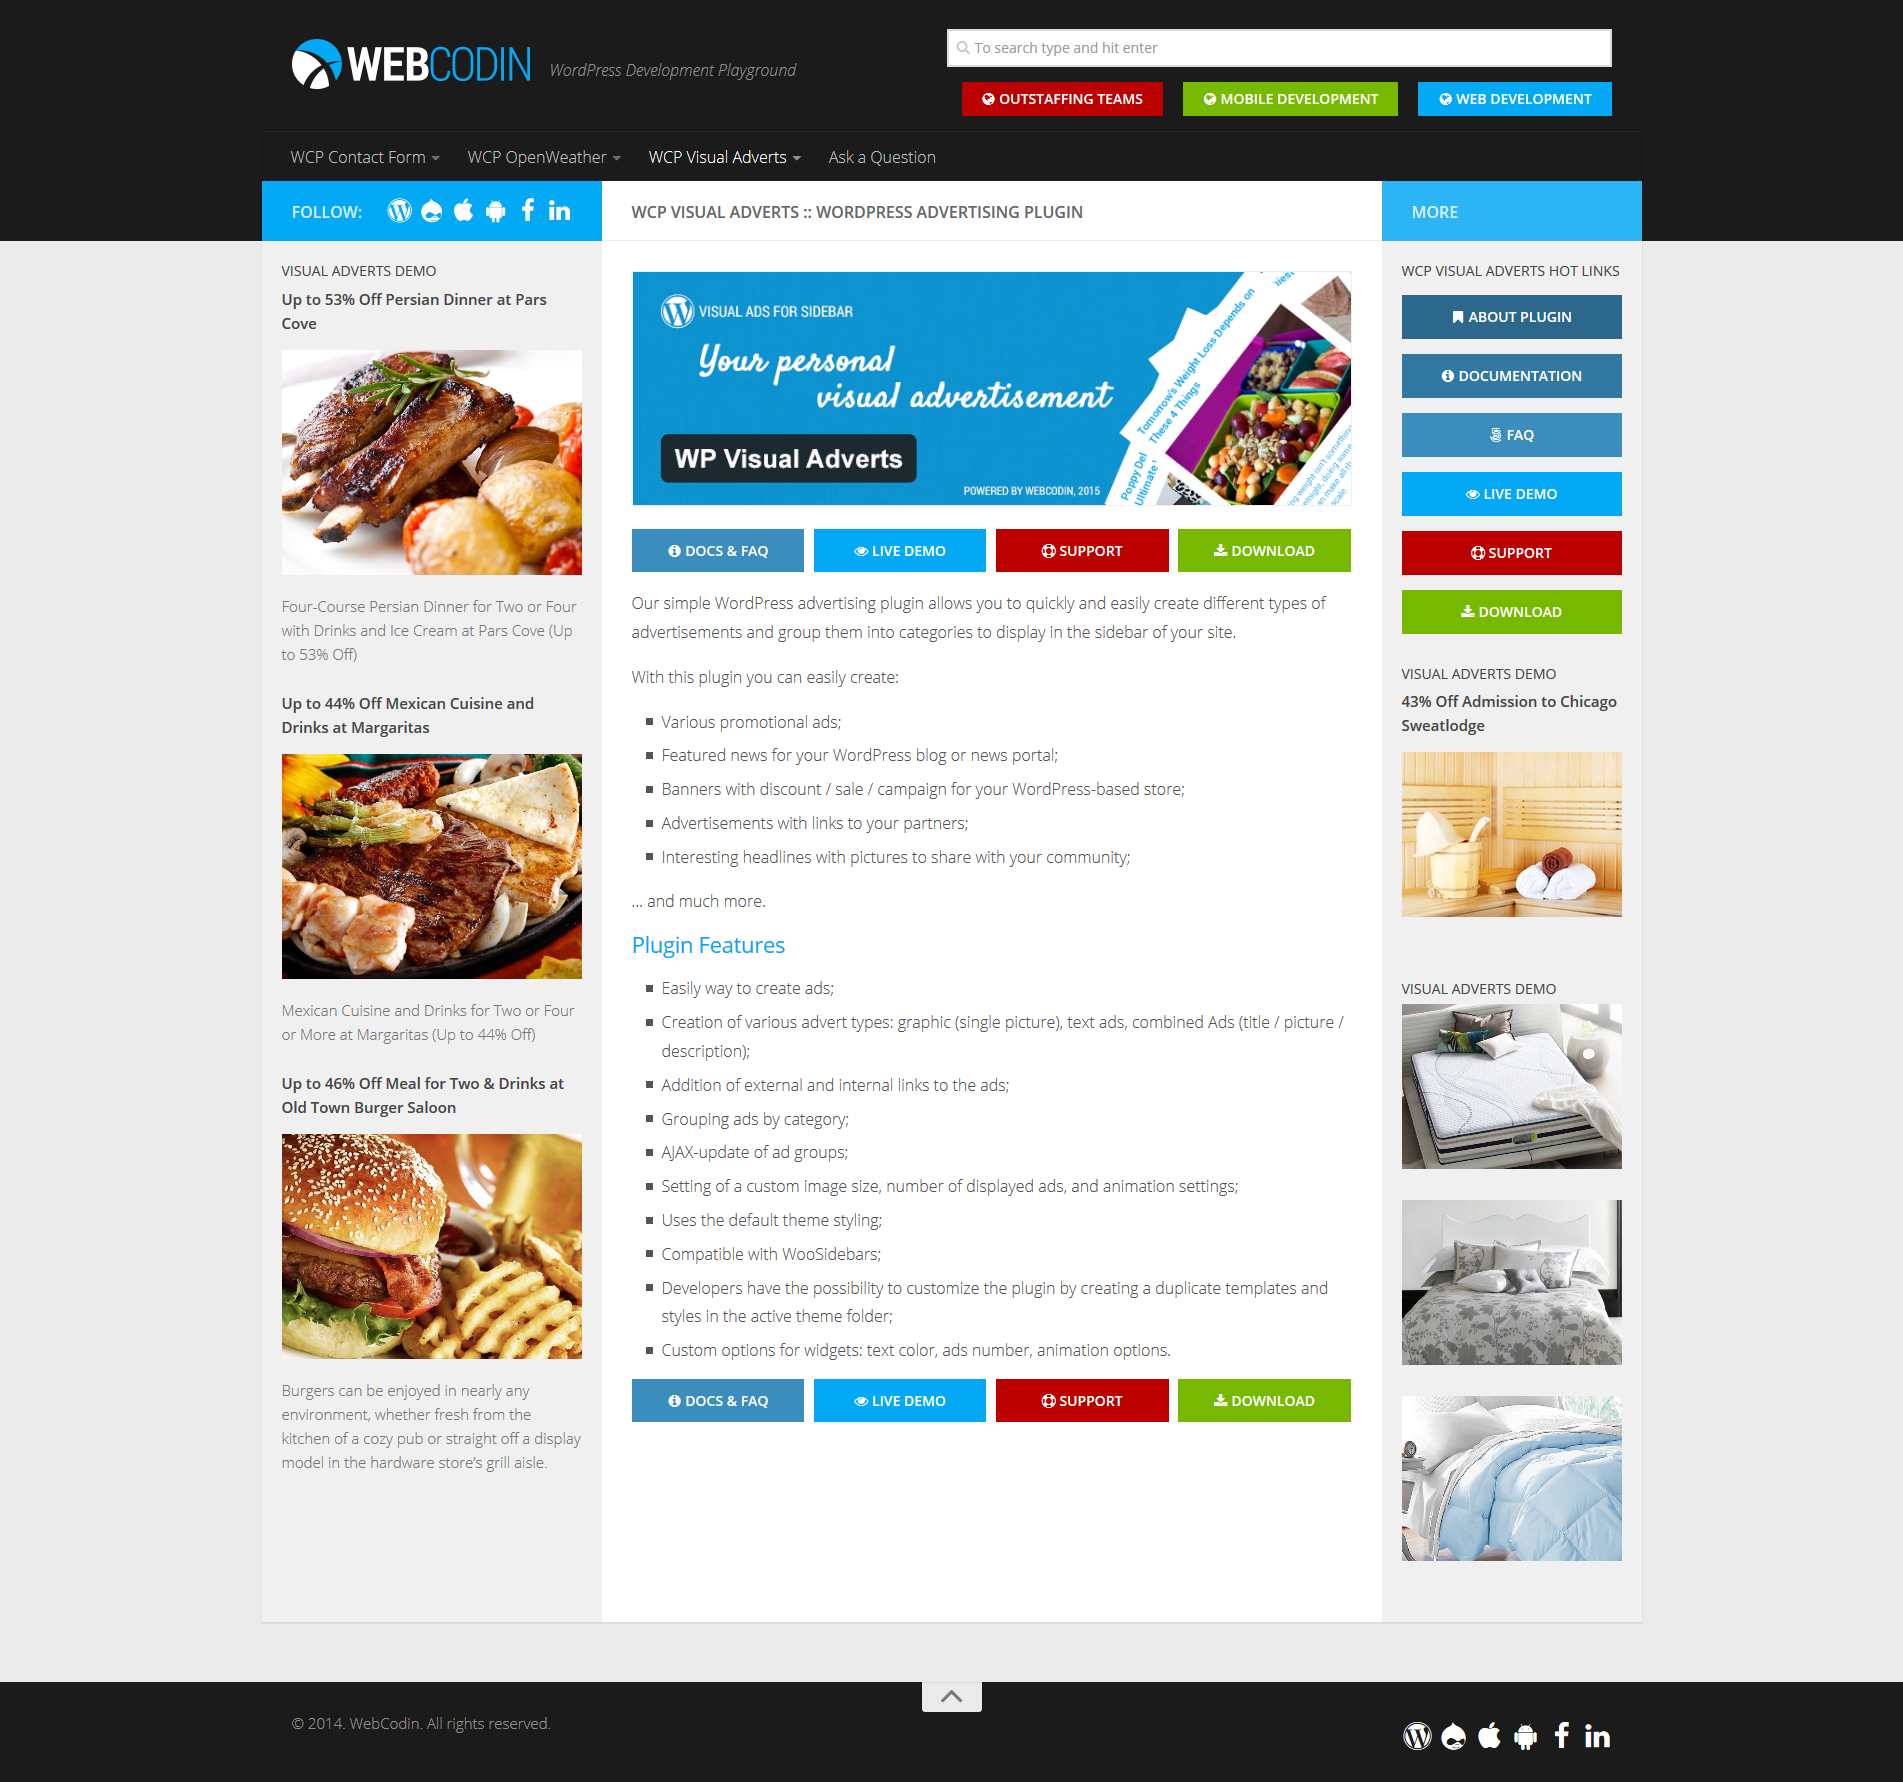 WEBCODIN
WordPress Development Playground
To search type and hit enter
OUTSTAFFING TEAMS
MOBILE DEVELOPMENT
WEB DEVELOPMENT
WCP Contact Form
WCP OpenWeather
WCP Visual Adverts
Ask a Question
FOLLOW:
WCP VISUAL ADVERTS :: WORDPRESS ADVERTISING PLUGIN
MORE
VISUAL ADVERTS DEMO
Up to 53% Off Persian Dinner at Pars
Cove
Four-Course Persian Dinner for Two or Four
with Drinks and Ice Cream at Pars Cove (Up
to 53% Off)
Up to 44% Off Mexican Cuisine and
Drinks at Margaritas
Mexican Cuisine and Drinks for Two or Four
or More at Margaritas (Up to 44% Off)
Up to 46% Off Meal for Two & Drinks at
Old Town Burger Saloon
Burgers can be enjoyed in nearly any
environment, whether fresh from the
kitchen of a cozy pub or straight off a display
model in the hardware store's grill aisle.
VISUAL ADS FOR SIDEBAR
Your personal
visual advertisement
WP Visual Adverts
POWERED BY WEBCODIN, 2015
Tomorrow's Weight Loss Depends on
These 4 Things
Poppy Del
Ultimate
DOCS & FAQ
LIVE DEMO
SUPPORT
DOWNLOAD
Our simple WordPress advertising plugin allows you to quickly and easily create different types of
advertisements and group them into categories to display in the sidebar of your site.
With this plugin you can easily create:
Various promotional ads;
Featured news for your WordPress blog or news portal;
Banners with discount / sale / campaign for your WordPress-based store;
Advertisements with links to your partners;
Interesting headlines with pictures to share with your community;
... and much more.
Plugin Features
Easily way to create ads;
Creation of various advert types: graphic (single picture), text ads, combined Ads (title / picture /
description);
Addition of external and internal links to the ads;
Grouping ads by category;
AJAX-update of ad groups;
Setting of a custom image size, number of displayed ads, and animation settings;
Uses the default theme styling;
Compatible with WooSidebars;
Developers have the possibility to customize the plugin by creating a duplicate templates and
styles in the active theme folder;
Custom options for widgets: text color, ads number, animation options.
DOCS & FAQ
LIVE DEMO
SUPPORT
DOWNLOAD
WCP VISUAL ADVERTS HOT LINKS
ABOUT PLUGIN
DOCUMENTATION
FAQ
LIVE DEMO
SUPPORT
DOWNLOAD
VISUAL ADVERTS DEMO
43% Off Admission to Chicago
Sweatlodge
VISUAL ADVERTS DEMO
© 2014. WebCodin. All rights reserved.